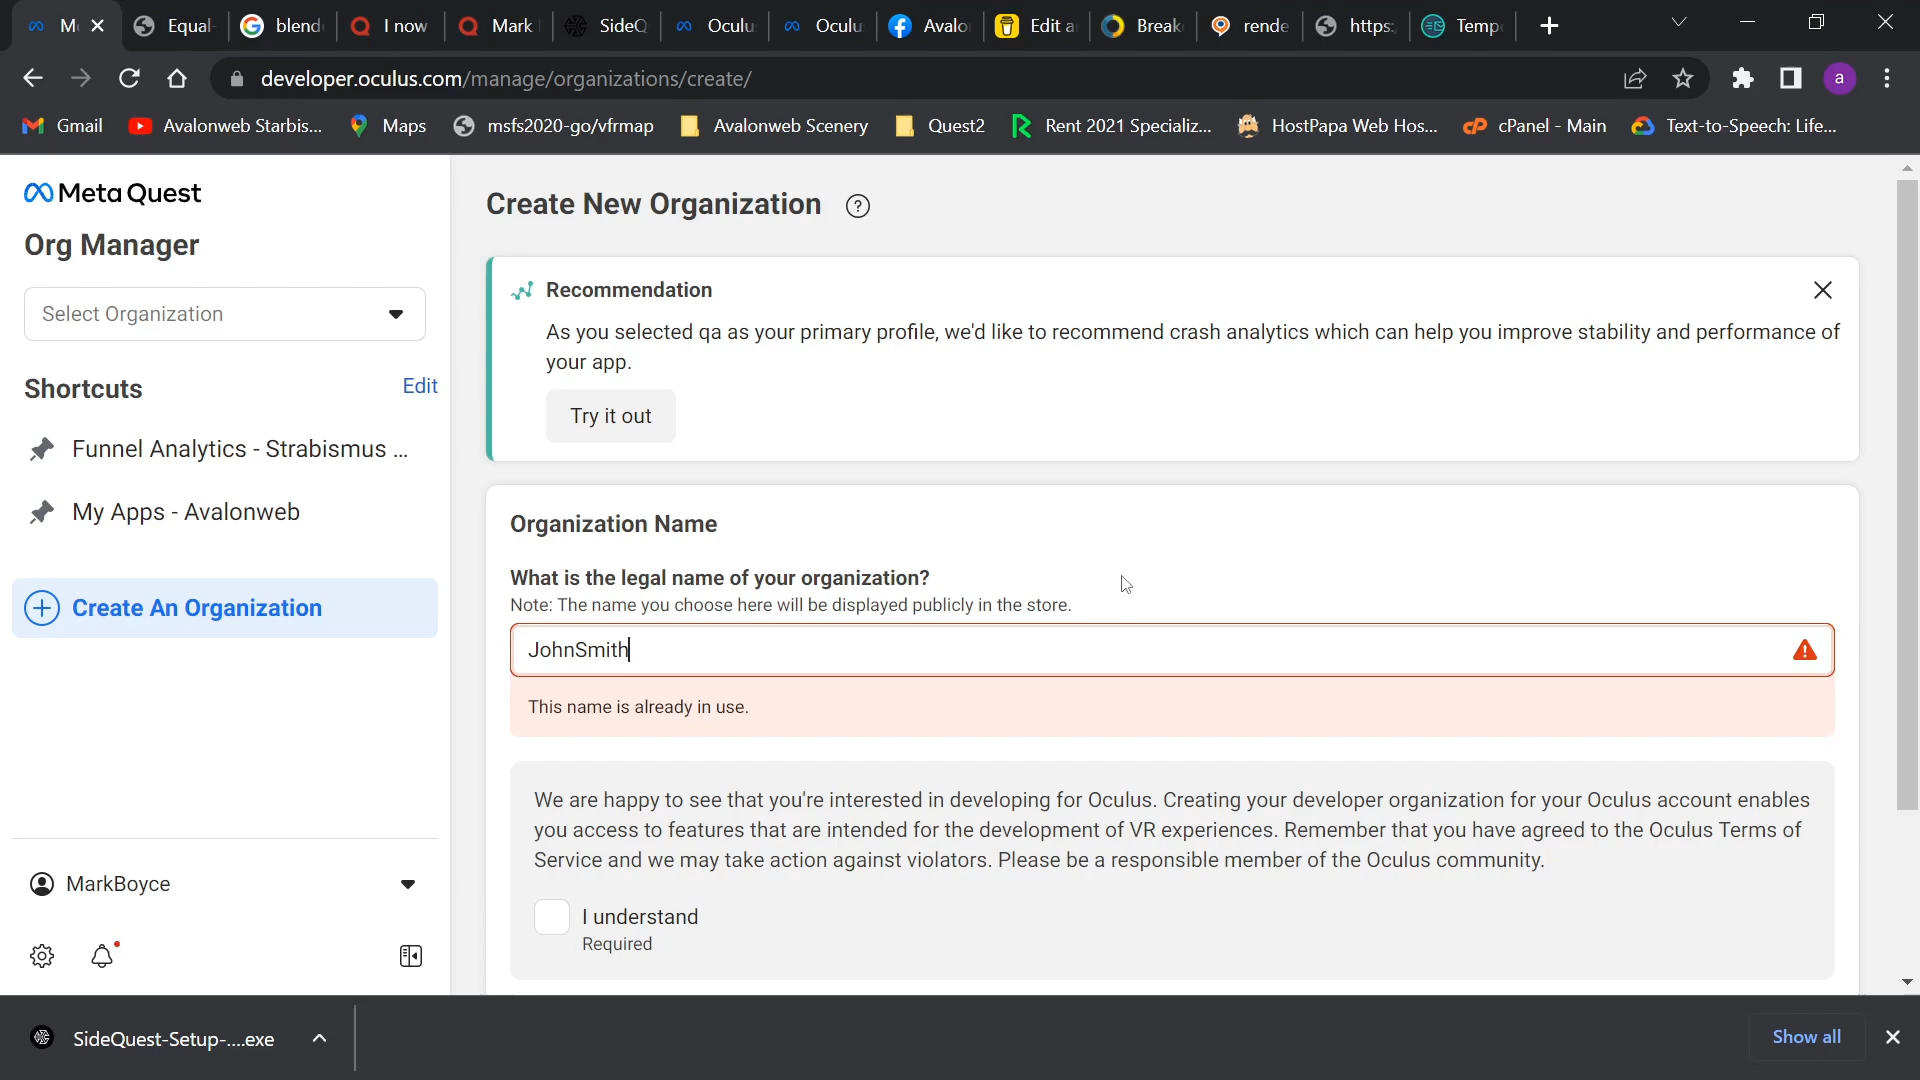 M
Equal
blend
I now
Mark
SideQ
Oculu
Oculu
Avalo
Edit a
Break
rende
https:
Temp
developer.oculus.com/manage/organizations/create/
a
Gmail
Avalonweb Starbis...
Maps
msfs2020-go/vfrmap
Avalonweb Scenery
Quest2
Rent 2021 Specializ...
HostPapa Web Hos...
cPanel - Main
Text-to-Speech: Life...
Meta Quest
Org Manager
Select Organization
Shortcuts
Edit
Funnel Analytics - Strabismus ...
My Apps - Avalonweb
Create An Organization
MarkBoyce
Create New Organization
Recommendation
As you selected qa as your primary profile, we'd like to recommend crash analytics which can help you improve stability and performance of
your app.
Try it out
Organization Name
What is the legal name of your organization?
Note: The name you choose here will be displayed publicly in the store.
JohnSmith
This name is already in use.
We are happy to see that you're interested in developing for Oculus. Creating your developer organization for your Oculus account enables
you access to features that are intended for the development of VR experiences. Remember that you have agreed to the Oculus Terms of
Service and we may take action against violators. Please be a responsible member of the Oculus community.
I understand
Required
SideQuest-Setup-....exe
Show all